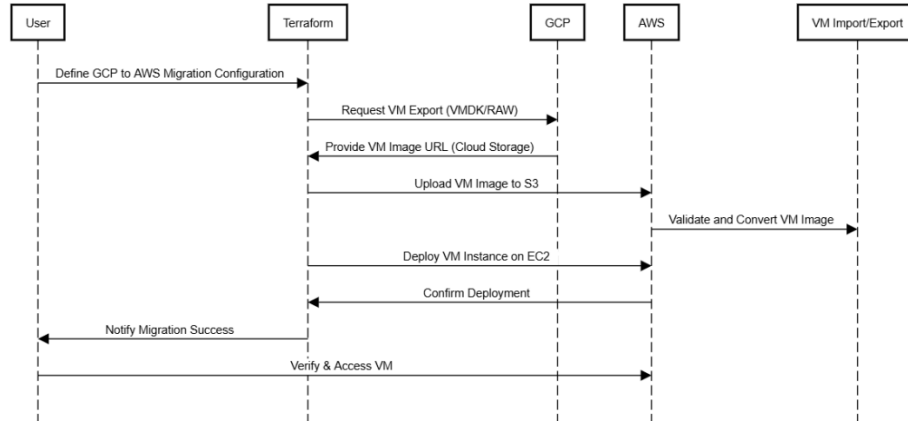 User
Terraform
GCP
AWS
VM Import/Export
Define GCP to AWS Migration Configuration
Request VM Export (VMDK/RAW)
Provide VM Image URL (Cloud Storage)
Upload VM Image to S3
Validate and Convert VM Image
Deploy VM Instance on EC2
Confirm Deployment
Notify Migration Success
Verify & Access VM